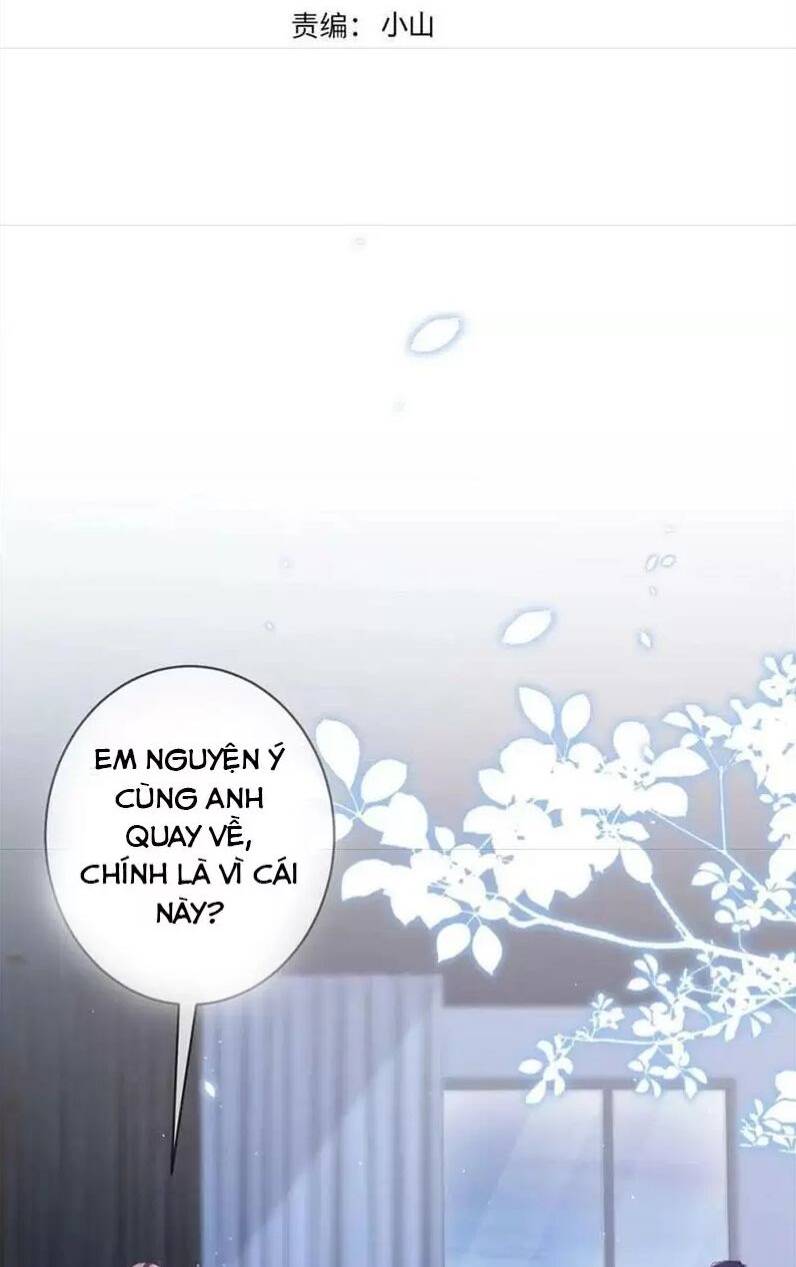 责编： 小山
EM NGUYỆN Ý
CÙNG ANH
QUAY VỀ,
CHÍNH LÀ VÌ CÁI
NÀY?